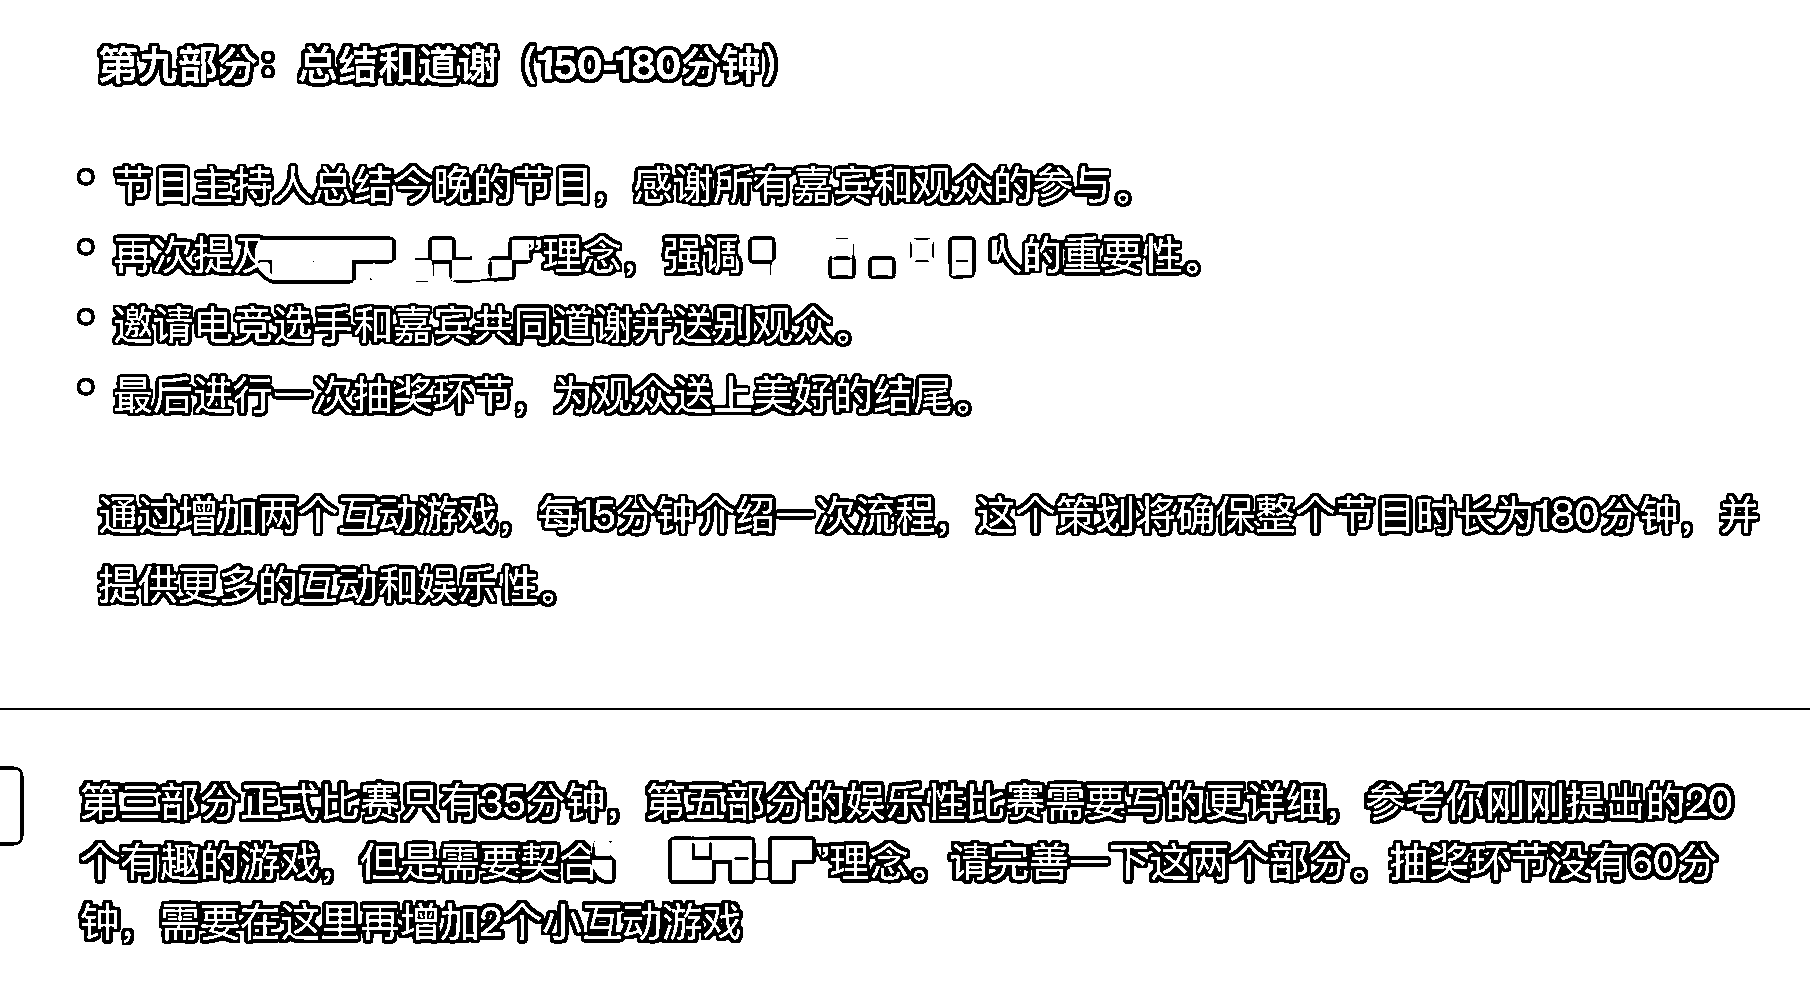 第九部分：总结和道谢（150-180分钟）
节目主持人总结今晚的节目，感谢所有嘉宾和观众的参与。
再次提及”理念，强调人的重要性。
邀请电竞选手和嘉宾共同道谢并送别观众。
最后进行一次抽奖环节，为观众送上美好的结尾。
通过增加两个互动游戏，每15分钟介绍一次流程，这个策划将确保整个节目时长为180分钟，并
提供更多的互动和娱乐性。
第三部分正式比赛只有35分钟，第五部分的娱乐性比赛需要写的更详细，参考你刚刚提出的20
个有趣的游戏，但是需要契合”理念。请完善一下这两个部分。抽奖环节没有60分
钟，需要在这里再增加2个小互动游戏